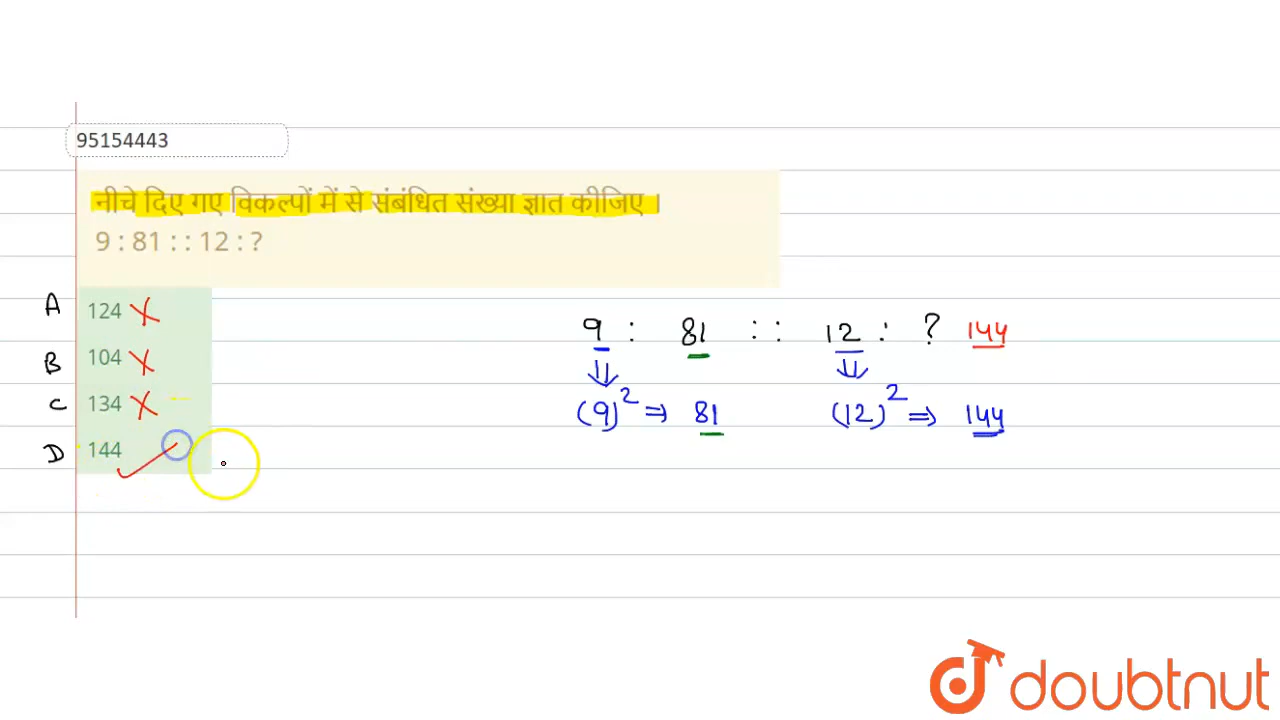 95154443
नीचे दिए गए विकल्पों में से संबंधित संख्या ज्ञात कीजिए ।
9 : 81 : : 12 : ?
A 124 X
B 104 X
C 134 X
D 144 ✓
9 : 81 : : 12 : ? 144
(9)² ⇒ 81 (12)² ⇒ 144
doubtnut